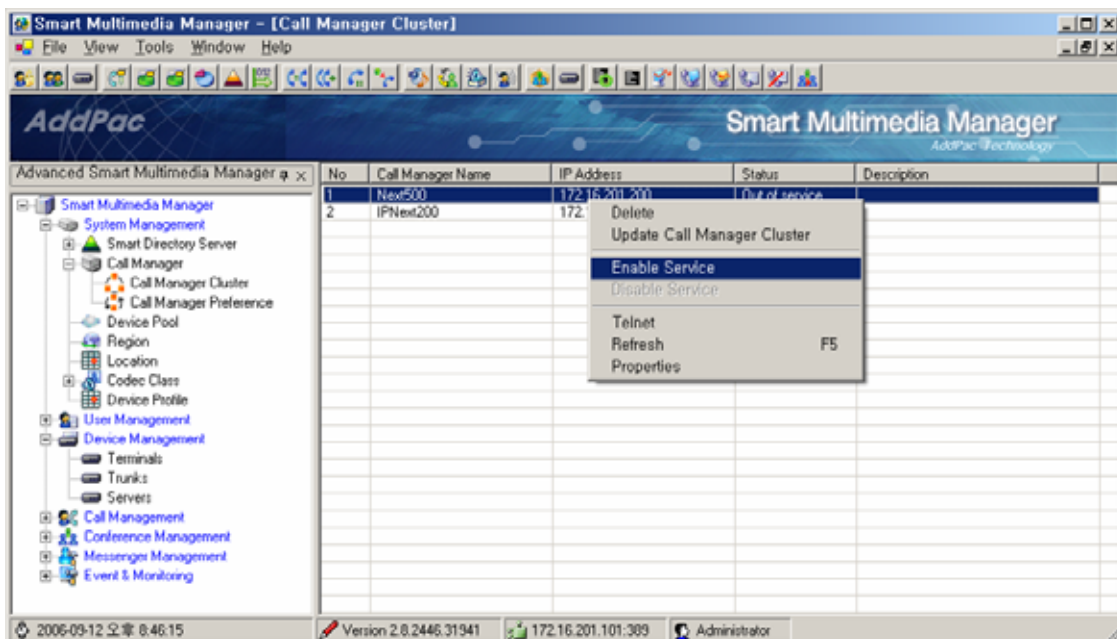 Smart Multimedia Manager - [Call Manager Cluster]
File View Tools Window Help
AddPac
Smart Multimedia Manager
AddPac Technology
Advanced Smart Multimedia Manager
Smart Multimedia Manager
System Management
Smart Directory Server
Call Manager
Call Manager Cluster
Call Manager Preference
Device Pool
Region
Location
Codec Class
Device Profile
User Management
Device Management
Terminals
Trunks
Servers
Call Management
Conference Management
Messenger Management
Event & Monitoring
No Call Manager Name IP Address Status Description
1 Next500 172.16.201.200 Out of service
2 IPNext200 172.
Delete
Update Call Manager Cluster
Enable Service
Disable Service
Telnet
Refresh F5
Properties
2006-09-12 오후 8:46:15 Version 2.8.2446.31941 172.16.201.101:389 Administrator